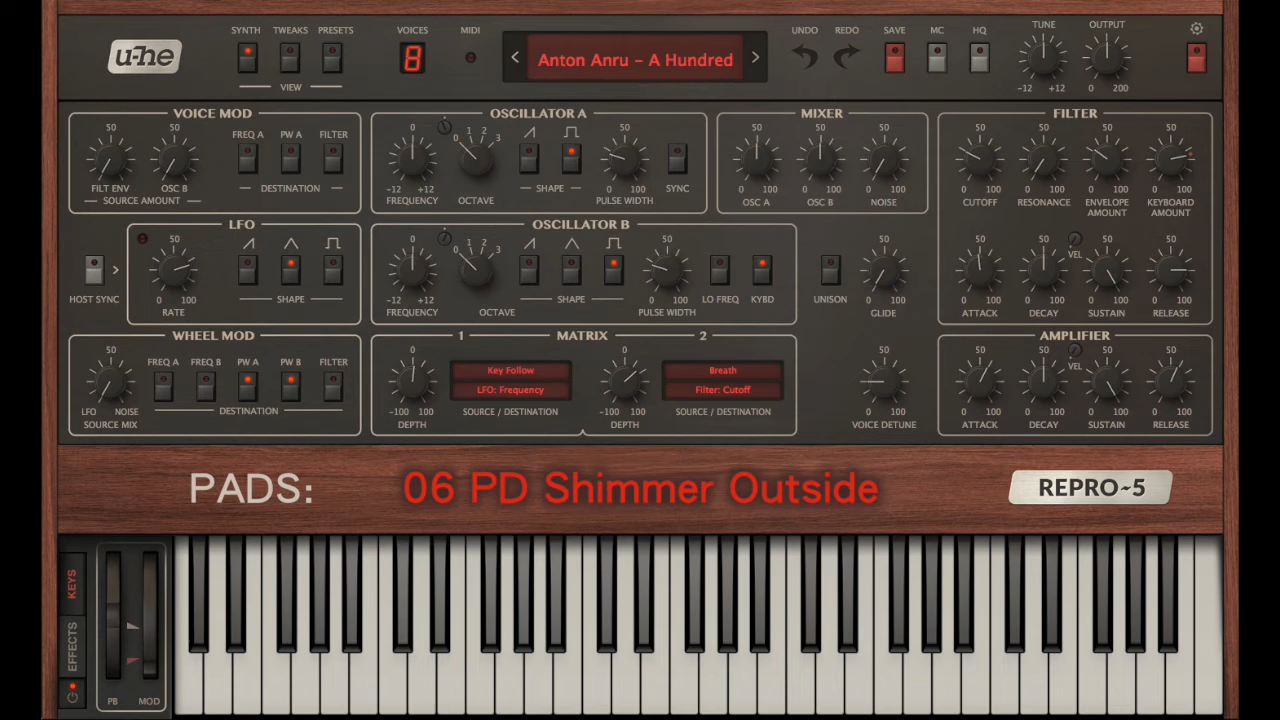 u-he
SYNTH TWEAKS PRESETS
VIEW
VOICES
8
MIDI
< Anton Anru – A Hundred >
UNDO REDO SAVE MC HQ
TUNE
-12 +12
OUTPUT
0 200
VOICE MOD
50 50
FILT ENV OSC B
SOURCE AMOUNT
FREQ A PW A FILTER
DESTINATION
OSCILLATOR A
0
-12 +12
FREQUENCY
0 1 2 3
OCTAVE
SHAPE
50
0 100
PULSE WIDTH
SYNC
MIXER
50
0 100 0 100 0 100
OSC A OSC B NOISE
FILTER
50 50 50 50
0 100 0 100 0 100 0 100
CUTOFF RESONANCE ENVELOPE AMOUNT KEYBOARD AMOUNT
50 50 VEL 50 50
ATTACK DECAY SUSTAIN RELEASE
HOST SYNC >
LFO
50
0 100
RATE
SHAPE
OSCILLATOR B
0
-12 +12
FREQUENCY
0 1 2 3
OCTAVE
SHAPE
50
0 100
PULSE WIDTH
LO FREQ KYBD
UNISON
50
0 100
GLIDE
WHEEL MOD
50
LFO NOISE
SOURCE MIX
FREQ A FREQ B PW A PW B FILTER
DESTINATION
1 MATRIX 2
0
-100 100
DEPTH
Key Follow
LFO: Frequency
SOURCE / DESTINATION
0
-100 100
DEPTH
Breath
Filter: Cutoff
SOURCE / DESTINATION
50
0 100
VOICE DETUNE
AMPLIFIER
50 50 VEL 50 50
0 100 0 100 0 100 0 100
ATTACK DECAY SUSTAIN RELEASE
PADS: 06 PD Shimmer Outside
REPRO~5
KEYS
EFFECTS
PB MOD